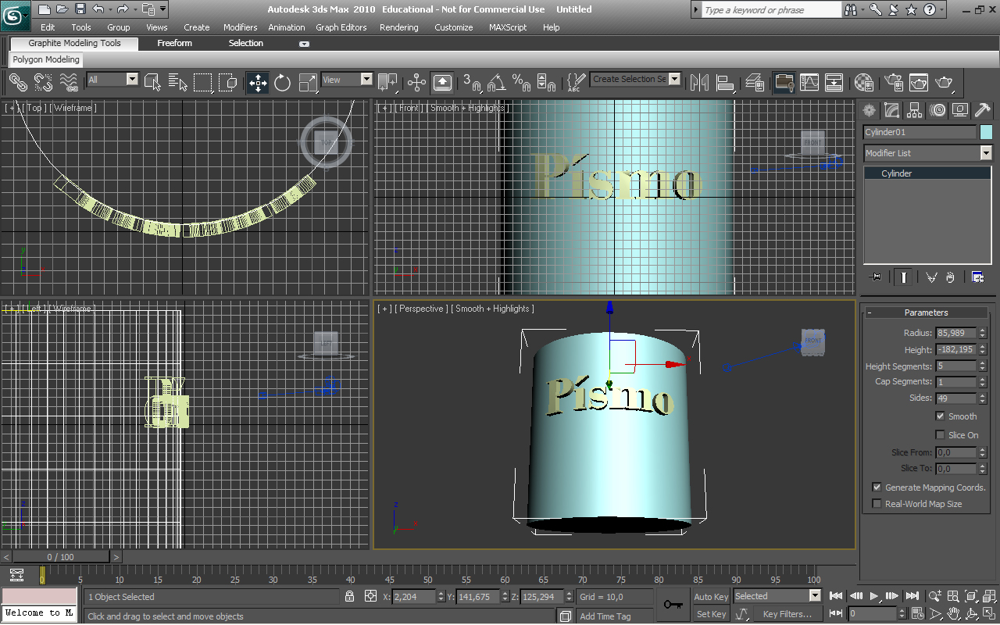 Autodesk 3ds Max 2010 Educational - Not for Commercial Use Untitled
Type a keyword or phrase
Edit Tools Group Views Create Modifiers Animation Graph Editors Rendering Customize MAXScript Help
Graphite Modeling Tools Freeform Selection
Polygon Modeling
All View 3 % ABC Create Selection Se
[ + ] [ Top ] [ Wireframe ]
TOP
y
z x
[ + ] [ Front ] [ Smooth + Highlights ]
FRONT
Písmo
z
y x
[ + ] [ Left ] [ Wireframe ]
LEFT
z
[ + ] [ Perspective ] [ Smooth + Highlights ]
FRONT
Písmo
z
y x
Cylinder01
Modifier List
Cylinder
- Parameters
Radius: 85,989
Height: -182,195
Height Segments: 5
Cap Segments: 1
Sides: 49
Smooth
Slice On
Slice From: 0,0
Slice To: 0,0
Generate Mapping Coords.
Real-World Map Size
< 0 / 100 >
0 5 10 15 20 25 30 35 40 45 50 55 60 65 70 75 80 85 90 95 100
1 Object Selected X: 2,204 Y: 141,675 Z: 125,294 Grid = 10,0 Auto Key Selected
Welcome to M. Click and drag to select and move objects Add Time Tag Set Key Key Filters... 0